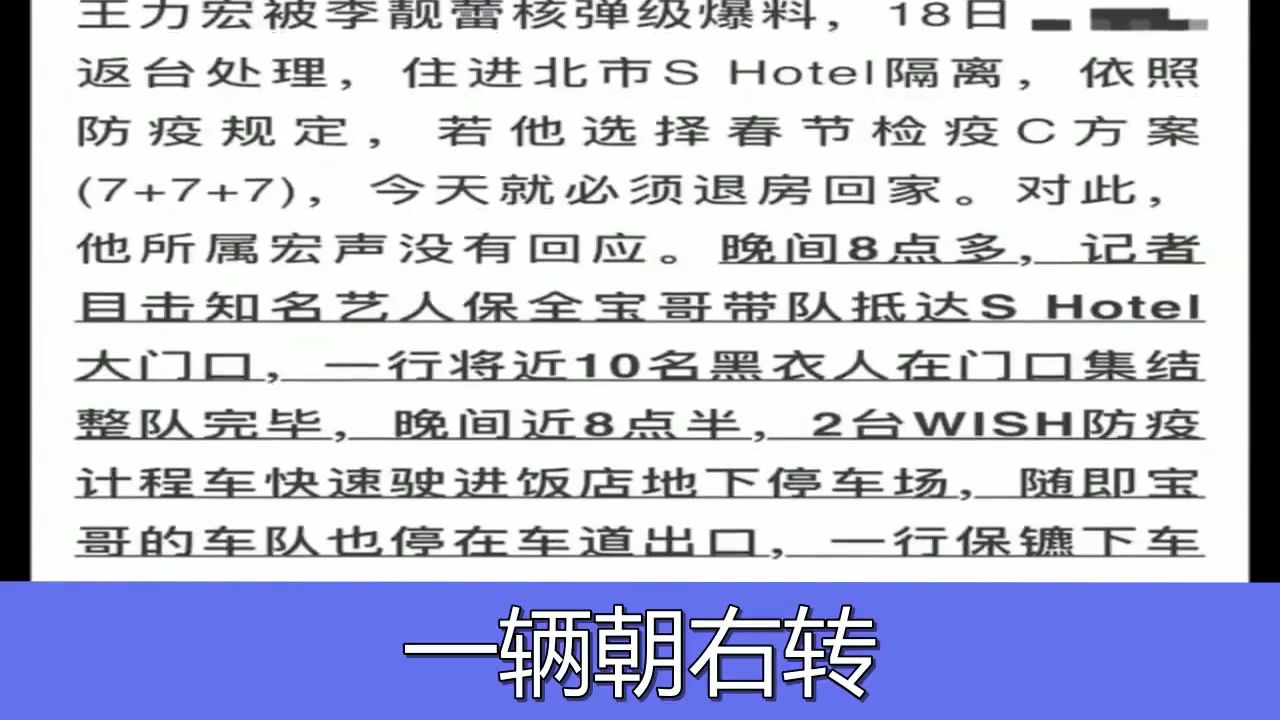 王力宏被李靓蕾核弹级爆料，18日
返台处理，住进北市S Hotel隔离，依照
防疫规定，若他选择春节检疫C方案
(7+7+7)，今天就必须退房回家。对此，
他所属宏声没有回应。晚间8点多，记者
目击知名艺人保全宝哥带队抵达S Hotel
大门口，一行将近10名黑衣人在门口集结
整队完毕，晚间近8点半，2台WISH防疫
计程车快速驶进饭店地下停车场，随即宝
哥的车队也停在车道出口，一行保镳下车
一辆朝右转